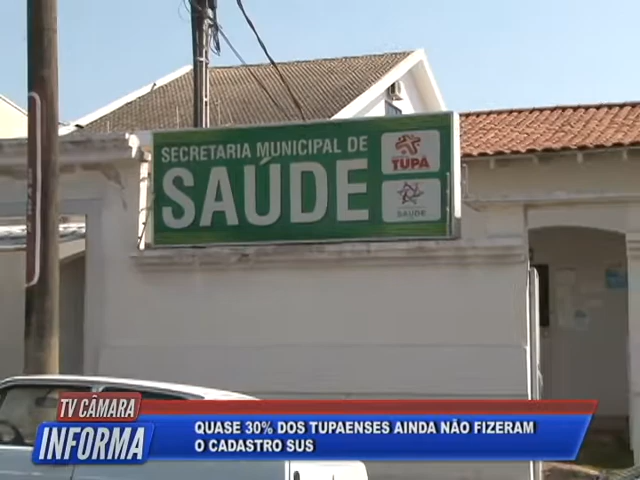 SECRETARIA MUNICIPAL DE
SAÚDE
TUPÃ
SAÚDE
TV CÂMARA
INFORMA
QUASE 30% DOS TUPAENSES AINDA NÃO FIZERAM
O CADASTRO SUS